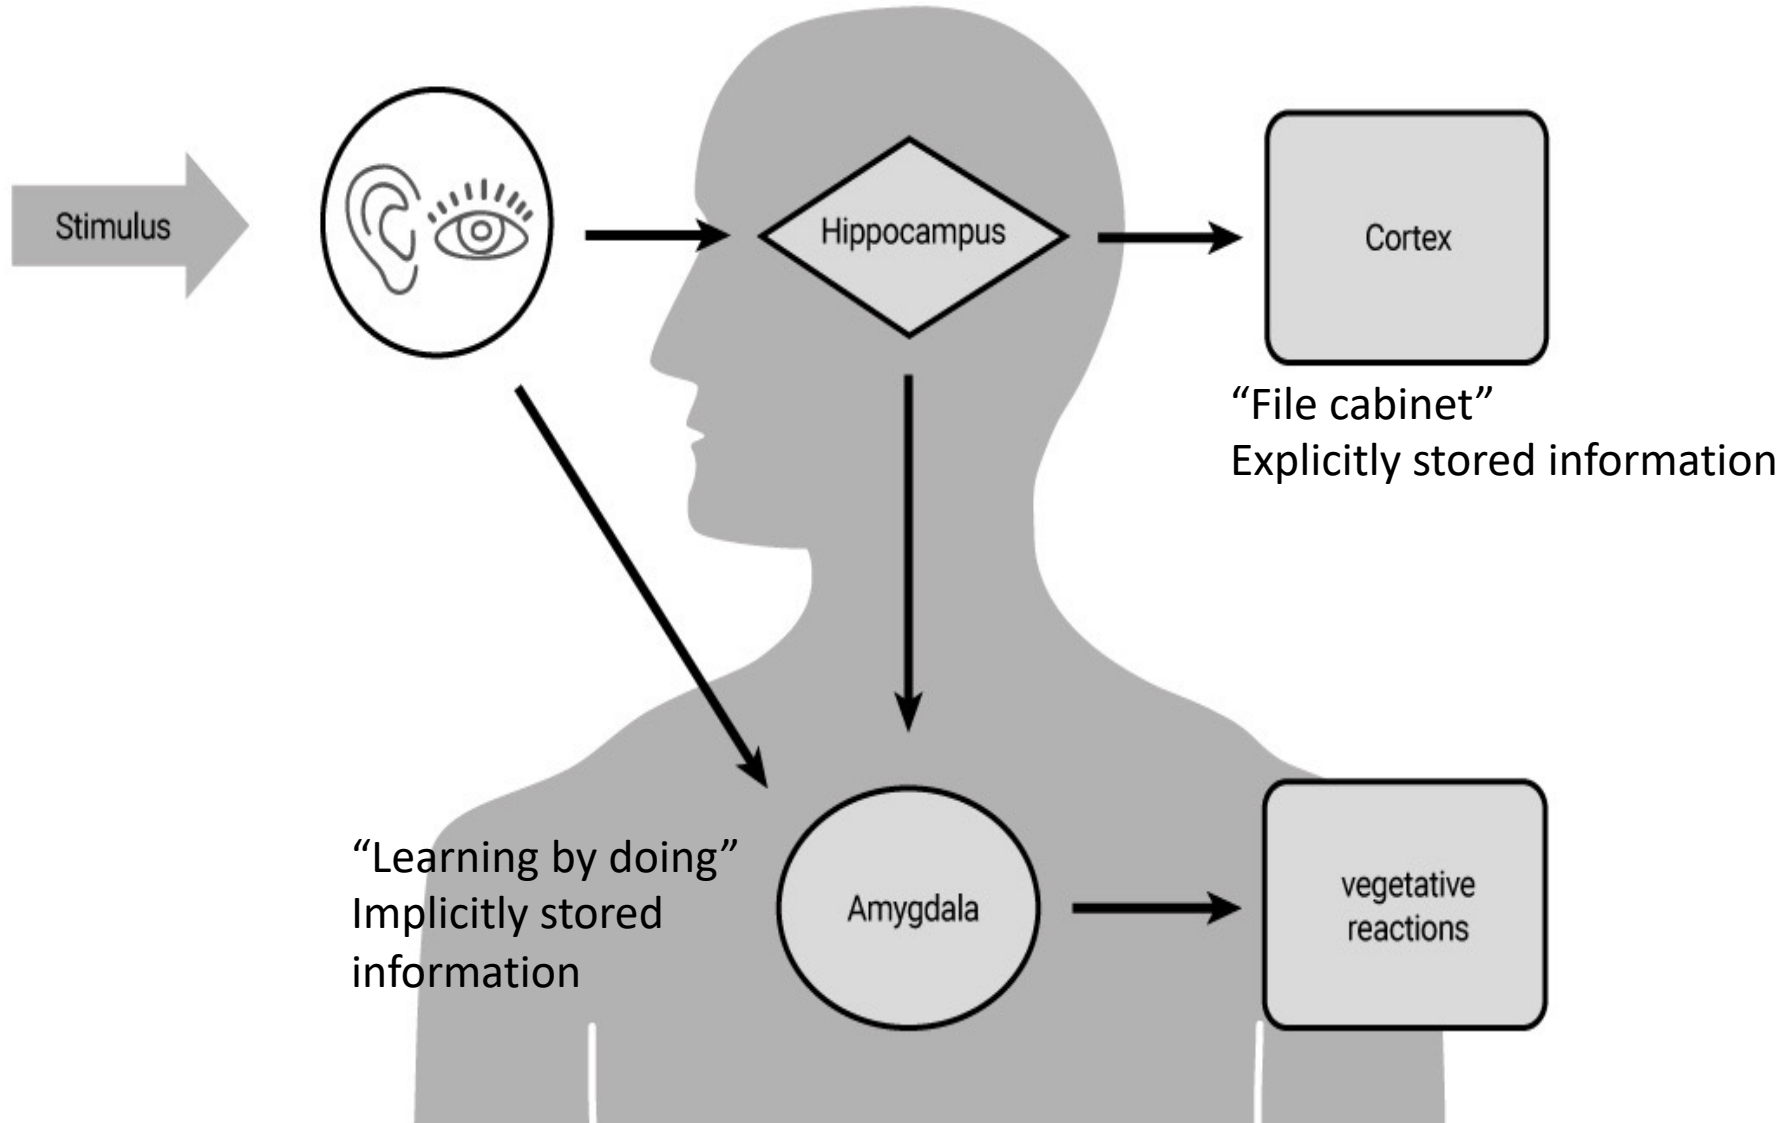 Stimulus
Hippocampus
Cortex
“File cabinet”
Explicitly stored information
“Learning by doing”
Implicitly stored
information
Amygdala
vegetative
reactions